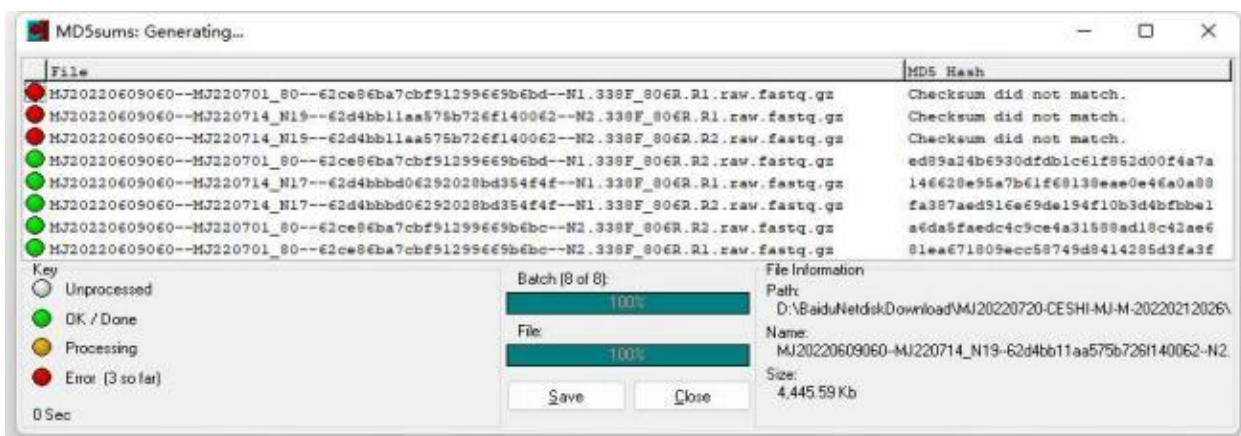 MD5sums: Generating...
File MD5 Hash
MJ20220609060--MJ220701_80--62ce86ba7cbf91299669b6bd--N1.338F_806R.R1.raw.fastq.gz Checksum did not match.
MJ20220609060--MJ220714_N19--62d4bb11aa575b726f140062--N2.338F_806R.R1.raw.fastq.gz Checksum did not match.
MJ20220609060--MJ220714_N19--62d4bb11aa575b726f140062--N2.338F_806R.R2.raw.fastq.gz Checksum did not match.
MJ20220609060--MJ220701_80--62ce86ba7cbf91299669b6bd--N1.338F_806R.R2.raw.fastq.gz ed89a24b6930dfdb1c61f852d00f4a7a
MJ20220609060--MJ220714_N17--62d4bbbd06292028bd354f4f--N1.338F_806R.R1.raw.fastq.gz 146628e95a7b61f68138eae0e46a0a88
MJ20220609060--MJ220714_N17--62d4bbbd06292028bd354f4f--N1.338F_806R.R2.raw.fastq.gz fa387aed916e69de194f10b3d4bfbbe1
MJ20220609060--MJ220701_80--62ce86ba7cbf91299669b6bc--N2.338F_806R.R1.raw.fastq.gz a6da5faedc4c9ce4a31588ad18c42ae6
MJ20220609060--MJ220701_80--62ce86ba7cbf91299669b6bc--N2.338F_806R.R2.raw.fastq.gz 81ea671809ecc58749d8414285d3fa3f
Key
Unprocessed
OK / Done
Processing
Error (3 so far)
0 Sec
Batch (8 of 8):
100%
File:
100%
Save Close
File Information
Path:
D:\BaiduNetdiskDownload\MJ20220720-CESHI-MJ-M-20220212026\
Name:
MJ20220609060--MJ220714_N19--62d4bb11aa575b726f140062--N2.
Size:
4,445.59 Kb